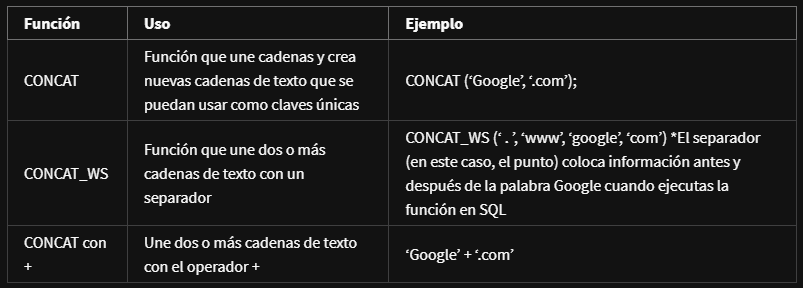 Función Uso Ejemplo
Función que une cadenas y crea
CONCAT nuevas cadenas de texto que se CONCAT (‘Google’, ‘.com’);
puedan usar como claves únicas
CONCAT_WS (‘ . ’, ‘www’, ‘google’, ‘com’) *El separador
Función que une dos o más (en este caso, el punto) coloca información antes y
CONCAT_WS cadenas de texto con un después de la palabra Google cuando ejecutas la
separador función en SQL
CONCAT con Une dos o más cadenas de texto
+ con el operador + ‘Google’ + ‘.com’